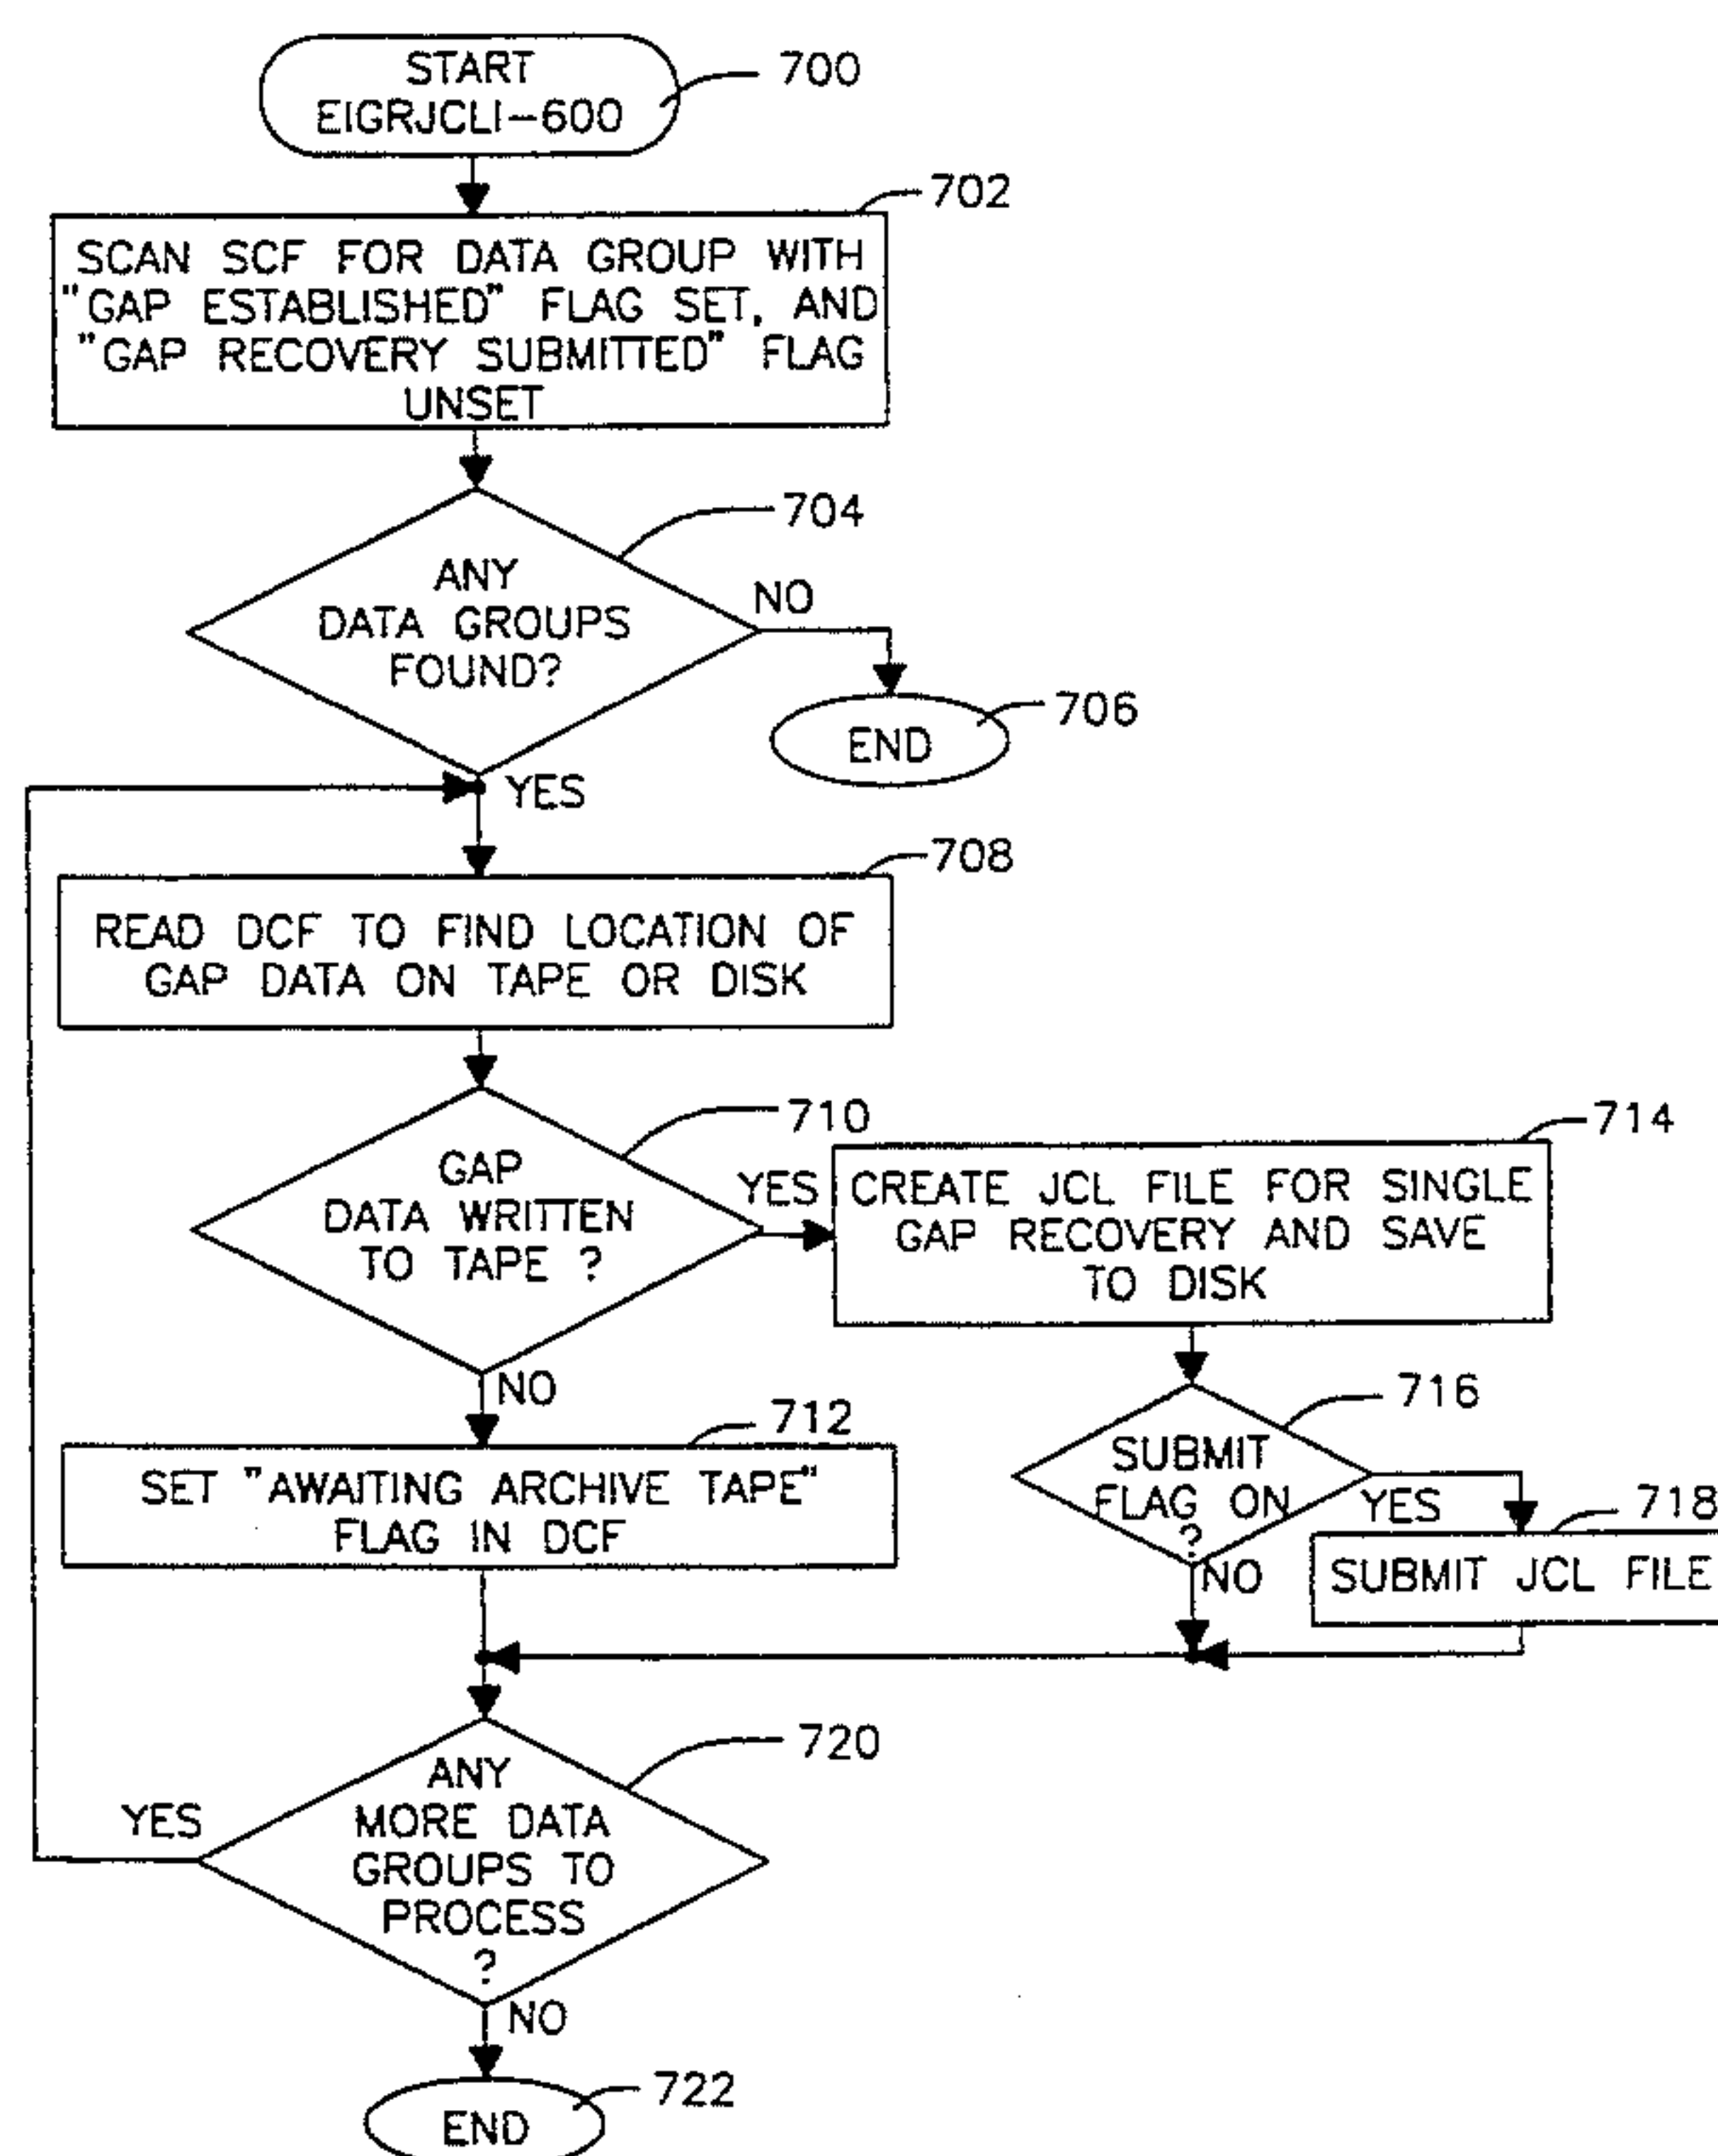 START
EIGRJCLI-600
700
702
SCAN SCF FOR DATA GROUP WITH
"GAP ESTABLISHED" FLAG SET, AND
"GAP RECOVERY SUBMITTED" FLAG
UNSET
704
ANY
DATA GROUPS
FOUND?
NO
706
END
YES
708
READ DCF TO FIND LOCATION OF
GAP DATA ON TAPE OR DISK
710
GAP
DATA WRITTEN
TO TAPE ?
YES
714
CREATE JCL FILE FOR SINGLE
GAP RECOVERY AND SAVE
TO DISK
NO
716
SUBMIT
FLAG ON
?
YES
NO
718
SUBMIT JCL FILE
712
SET "AWAITING ARCHIVE TAPE"
FLAG IN DCF
720
ANY
MORE DATA
GROUPS TO
PROCESS
?
YES
NO
722
END